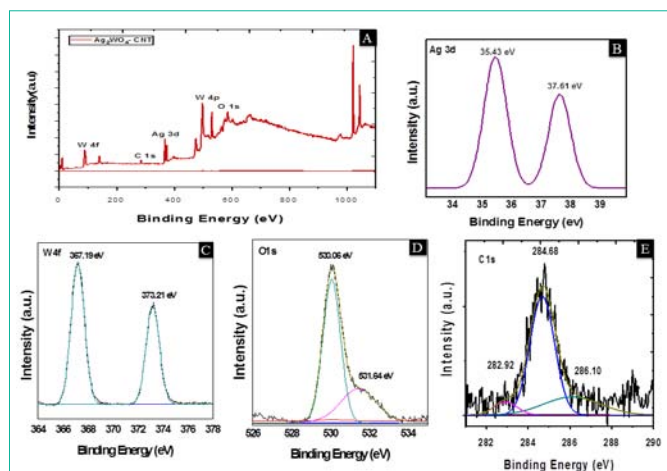 Ag₂WO₄- CNT
A
Intensity(a.u)
W 4f
C 1s
Ag 3d
W 4p
O 1s
0 200 400 600 800 1000
Binding Energy (eV)
B
Ag 3d
35.43 eV
37.61 eV
Intensity (a.u.)
34 35 36 37 38 39
Binding Energy (ev)
C
W4f
367.19 eV
373.21 eV
Intensity (a.u.)
364 366 368 370 372 374 376 378
Binding Energy (eV)
D
O1s
530.06 eV
531.64 eV
Intensity (a.u.)
526 528 530 532 534
Binding Energy (eV)
E
C 1s
284.68
282.92
286.10
Intensity (a.u.)
282 284 286 288 290
Binding Energy (eV)